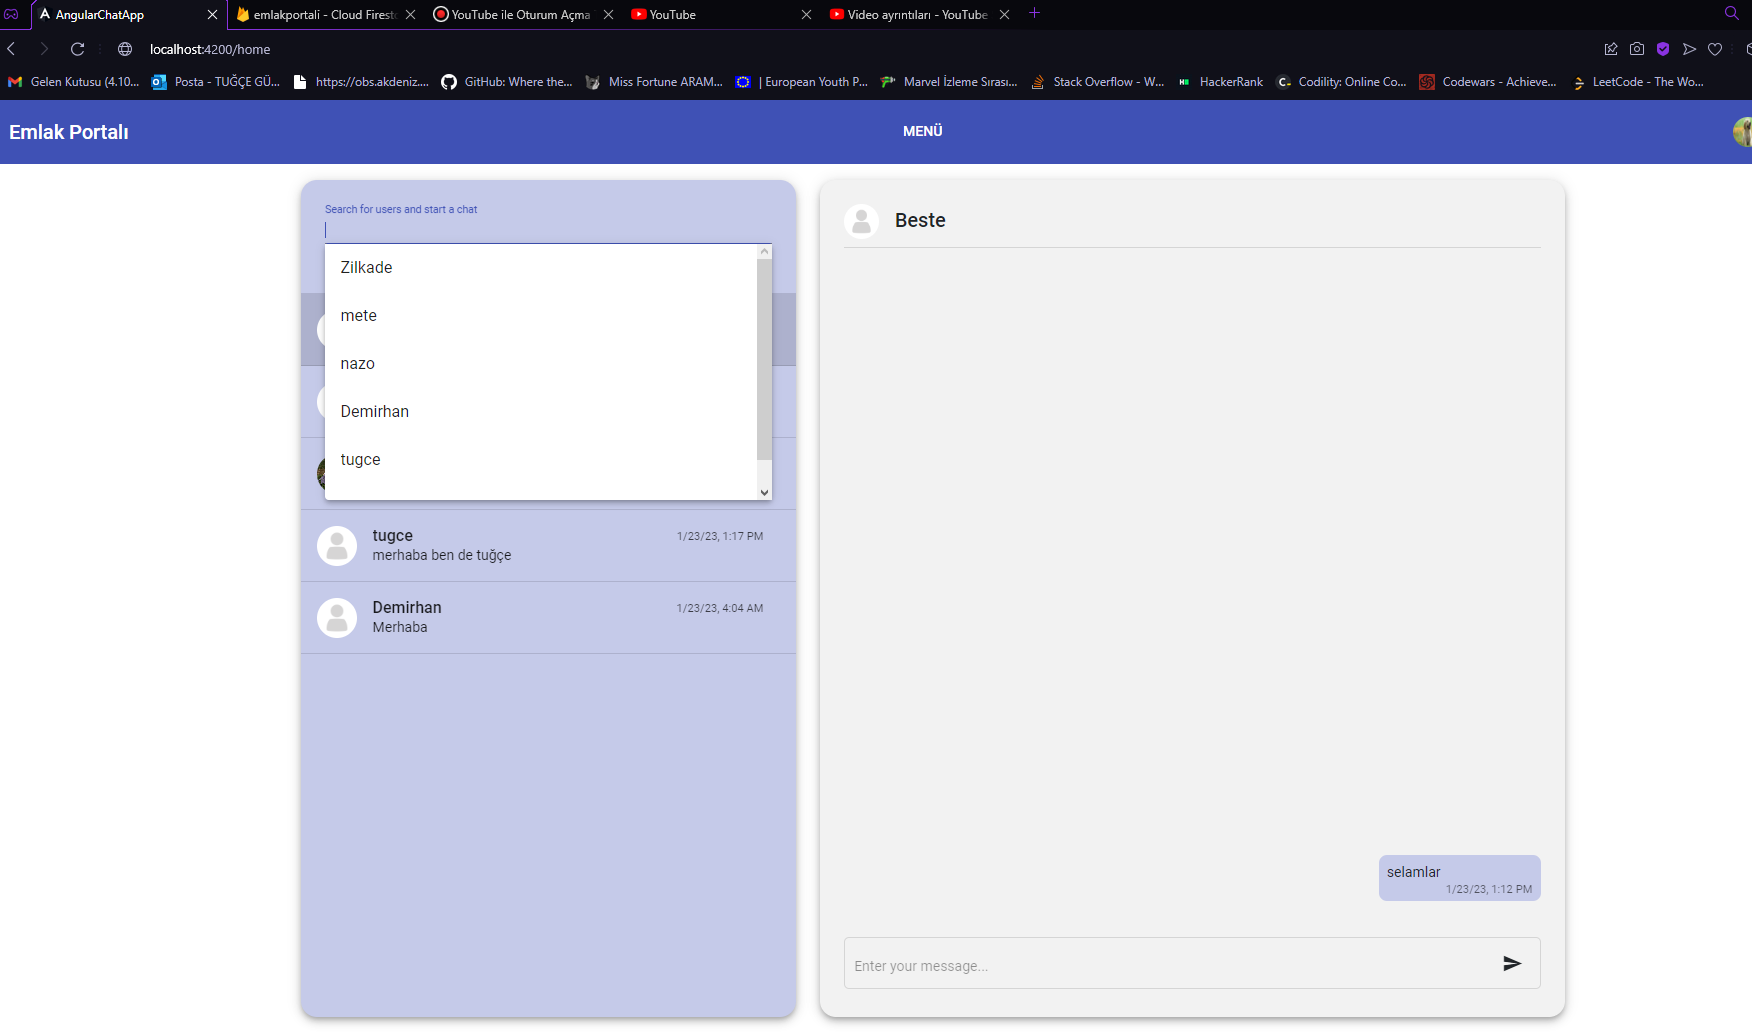 AngularChatApp
emlakportali - Cloud Firest
YouTube ile Oturum Açma
YouTube
Video ayrıntıları - YouTube
localhost:4200/home
Gelen Kutusu (4.10...
Posta - TUĞÇE GÜ...
https://obs.akdeniz....
GitHub: Where the...
Miss Fortune ARAM...
| European Youth P...
Marvel İzleme Sırası...
Stack Overflow - W...
HackerRank
Codility: Online Co...
Codewars - Achieve...
LeetCode - The Wo...
Emlak Portalı
MENÜ
Search for users and start a chat
Zilkade
mete
nazo
Demirhan
tugce
tugce
1/23/23, 1:17 PM
merhaba ben de tuğçe
Demirhan
1/23/23, 4:04 AM
Merhaba
Beste
selamlar
1/23/23, 1:12 PM
Enter your message...